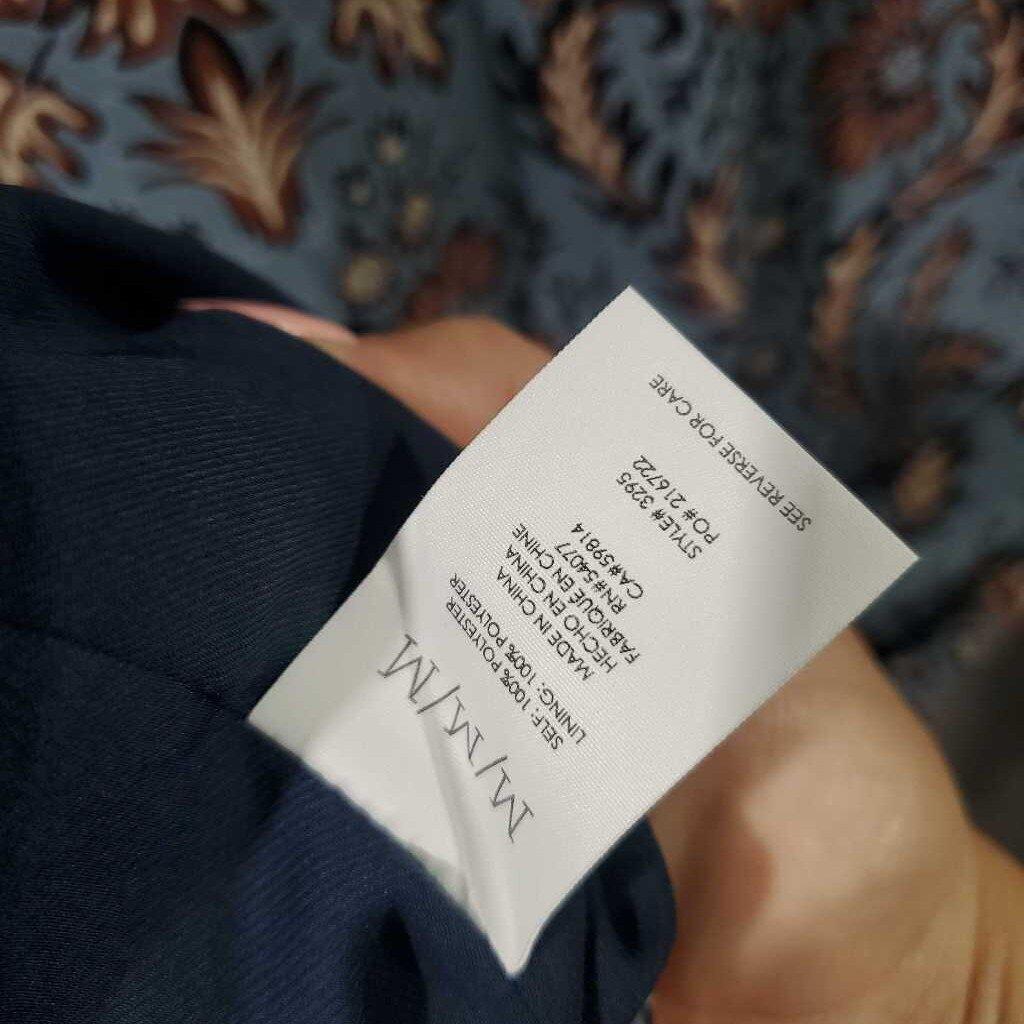 M/M/M
SELF: 100% POLYESTER
LINING: 100% POLYESTER
MADE IN CHINA
HECHO EN CHINA
FABRIQUÉ EN CHINE
RN#54077
CA#59814
STYLE# 3295
PO# 216722
SEE REVERSE FOR CARE